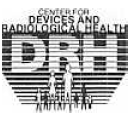 CENTER FOR
DEVICES AND
RADIOLOGICAL HEALTH
DRH